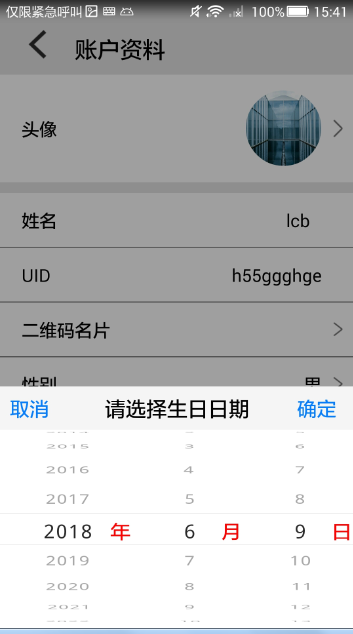 仅限紧急呼叫 100% 15:41
账户资料
头像
姓名 lcb
UID h55ggghge
二维码名片
性别 男
取消 请选择生日日期 确定
2015 3 6
2016 4 7
2017 5 8
2018 年 6 月 9 日
2019 7 10
2020 8 11
2021 9 12